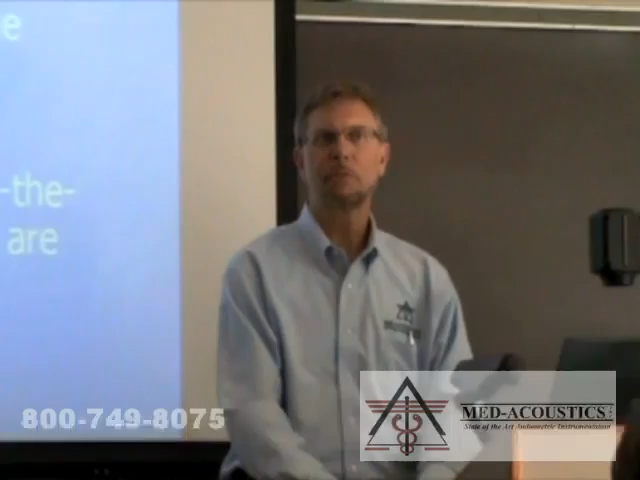 e
-the-
are
800-749-8075
MED-ACOUSTICS
State of the Art Audiometric Instrumentation